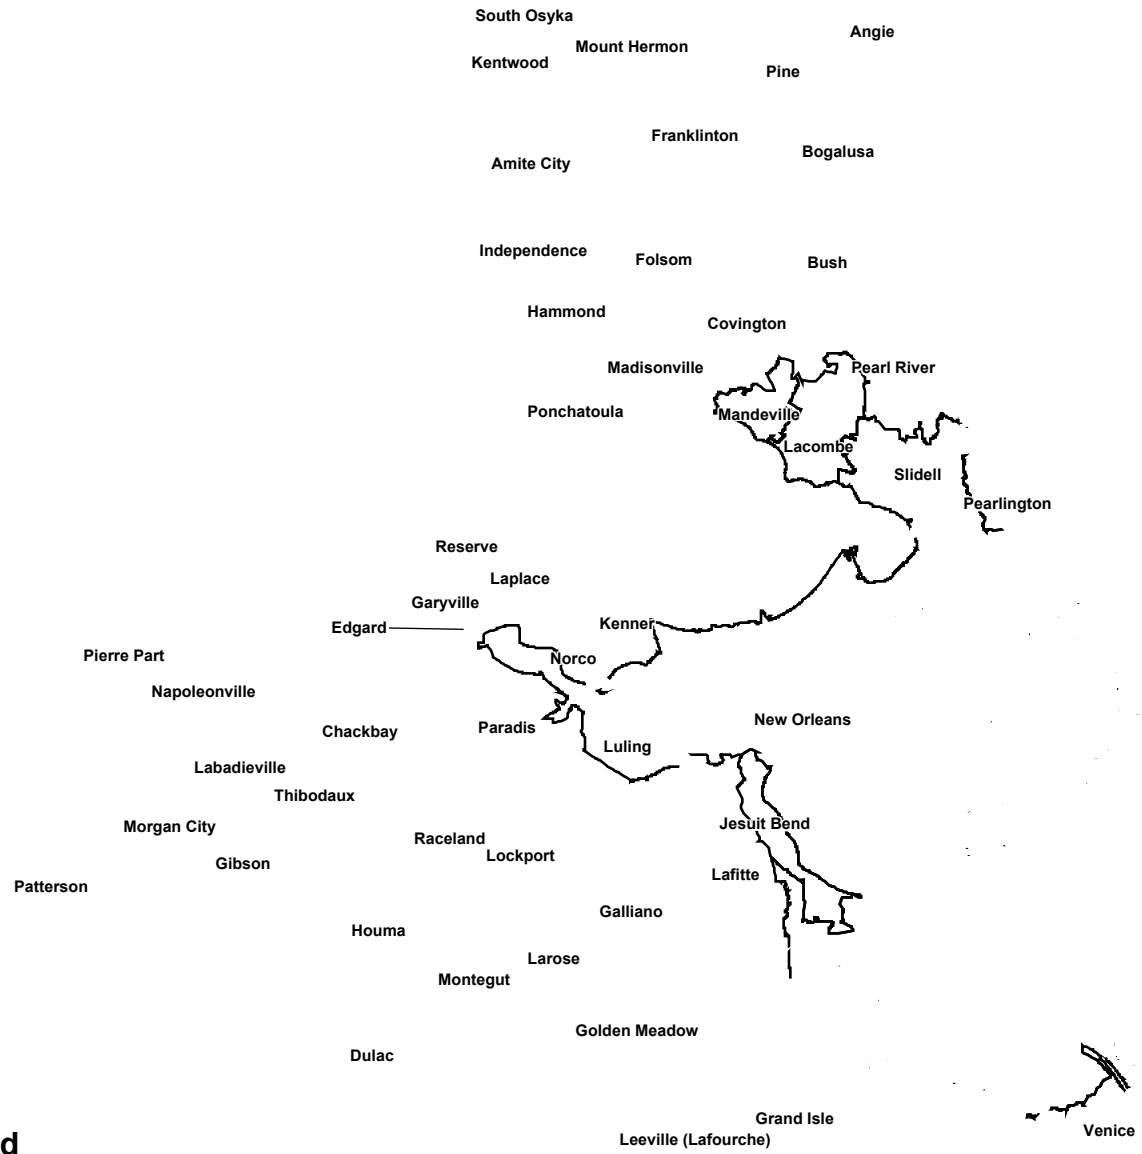 South Osyka
Angie
Mount Hermon
Kentwood
Pine
Franklinton
Bogalusa
Amite City
Independence
Folsom
Bush
Hammond
Covington
Madisonville
Pearl River
Ponchatoula
Mandeville
Lacombe
Slidell
Pearlington
Reserve
Laplace
Garyville
Edgard
Kenner
Pierre Part
Norco
Napoleonville
New Orleans
Paradis
Chackbay
Luling
Labadieville
Thibodaux
Jesuit Bend
Morgan City
Raceland
Lockport
Gibson
Lafitte
Patterson
Galliano
Houma
Larose
Montegut
Golden Meadow
Dulac
Grand Isle
Venice
Leeville (Lafourche)
d